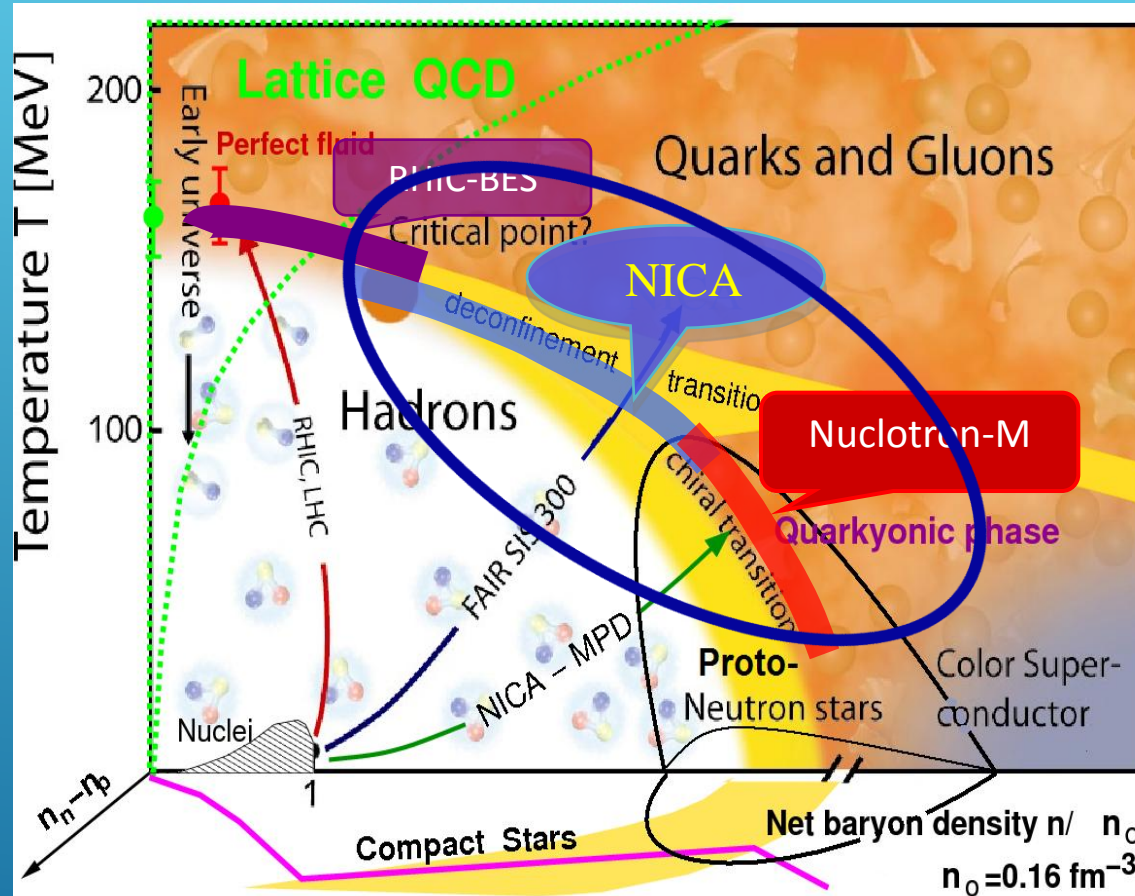 Temperature T [MeV]
200
100
Lattice QCD
Early universe
Perfect fluid
RHIC-BES
Critical point?
Quarks and Gluons
NICA
deconfinement
transition
Hadrons
Nuclotron-M
chiral transition
Quarkyonic phase
RHIC, LHC
FAIR SIS 300
NICA – MPD
Proto-
Neutron stars
Color Super-
conductor
Nuclei
1
nn–np
Compact Stars
Net baryon density n/ no
no=0.16 fm-3